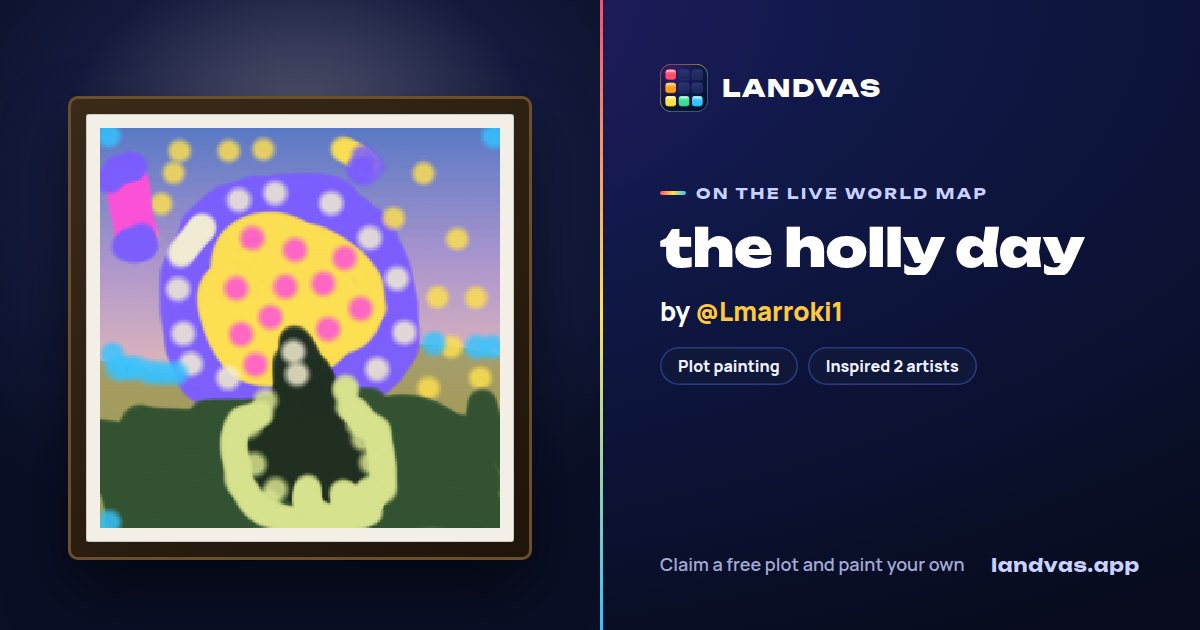 LANDVAS
ON THE LIVE WORLD MAP
the holly day
by @Lmarroki1
Plot painting
Inspired 2 artists
Claim a free plot and paint your own
landvas.app